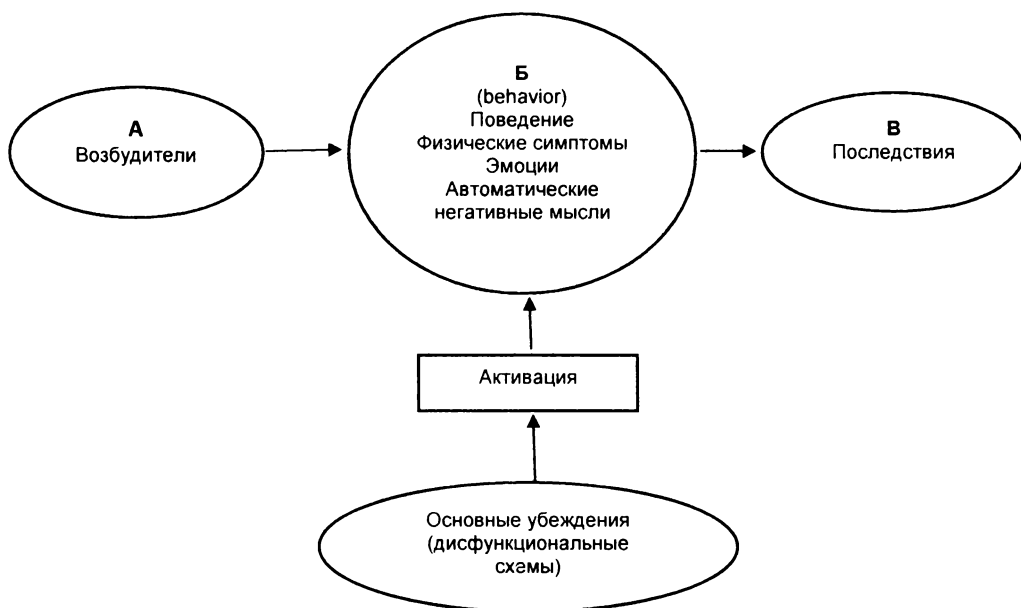 А
Возбудители
Б
(behavior)
Поведение
Физические симптомы
Эмоции
Автоматические
негативные мысли
В
Последствия
Активация
Основные убеждения
(дисфункциональные
схемы)